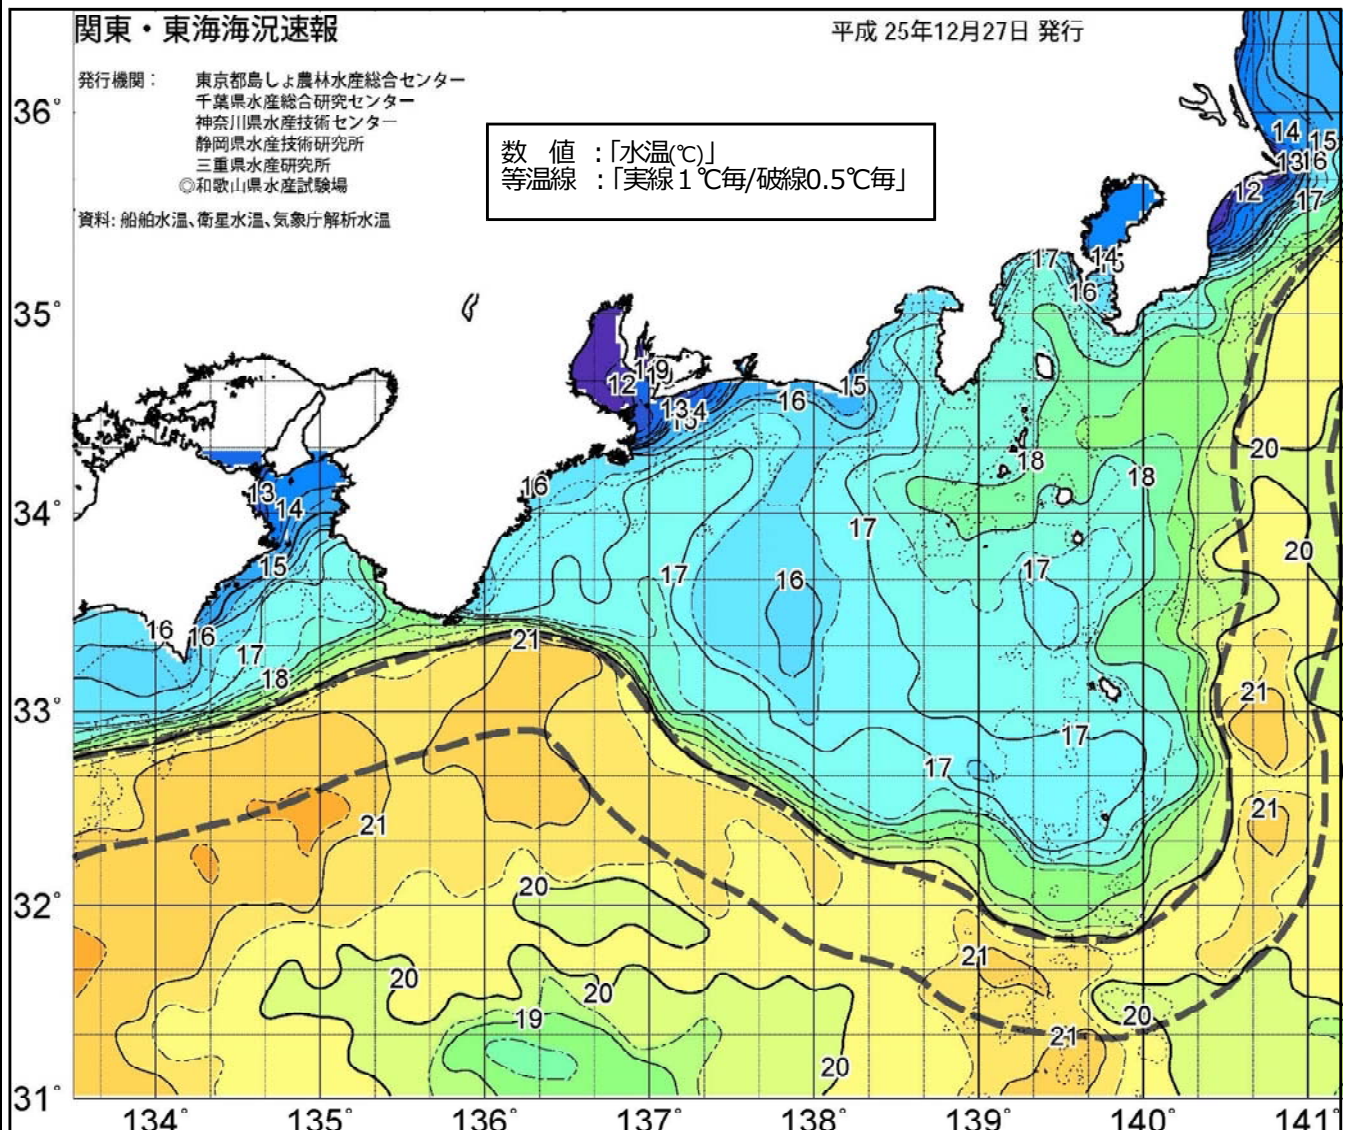 関東・東海海況速報
平成 25年12月27日 発行
発行機関： 東京都島しょ農林水産総合センター
千葉県水産総合研究センター
神奈川県水産技術センター
静岡県水産技術研究所
三重県水産研究所
◎和歌山県水産試験場
資料: 船舶水温、衛星水温、気象庁解析水温
数 値 ：「水温(℃)」
等温線 ：「実線１℃毎/破線0.5℃毎」
36°
14 15
13 16
12 17
35°
17 14
16
12
13
16 15
20
18 18
16
13
14
34°
17 20
15
17 16 17
16 16
17
21
18
21
33°
17
17
21
21
20
32°
21
20 20
19
20
21
20
31°
134° 135° 136° 137° 138° 139° 140° 141°